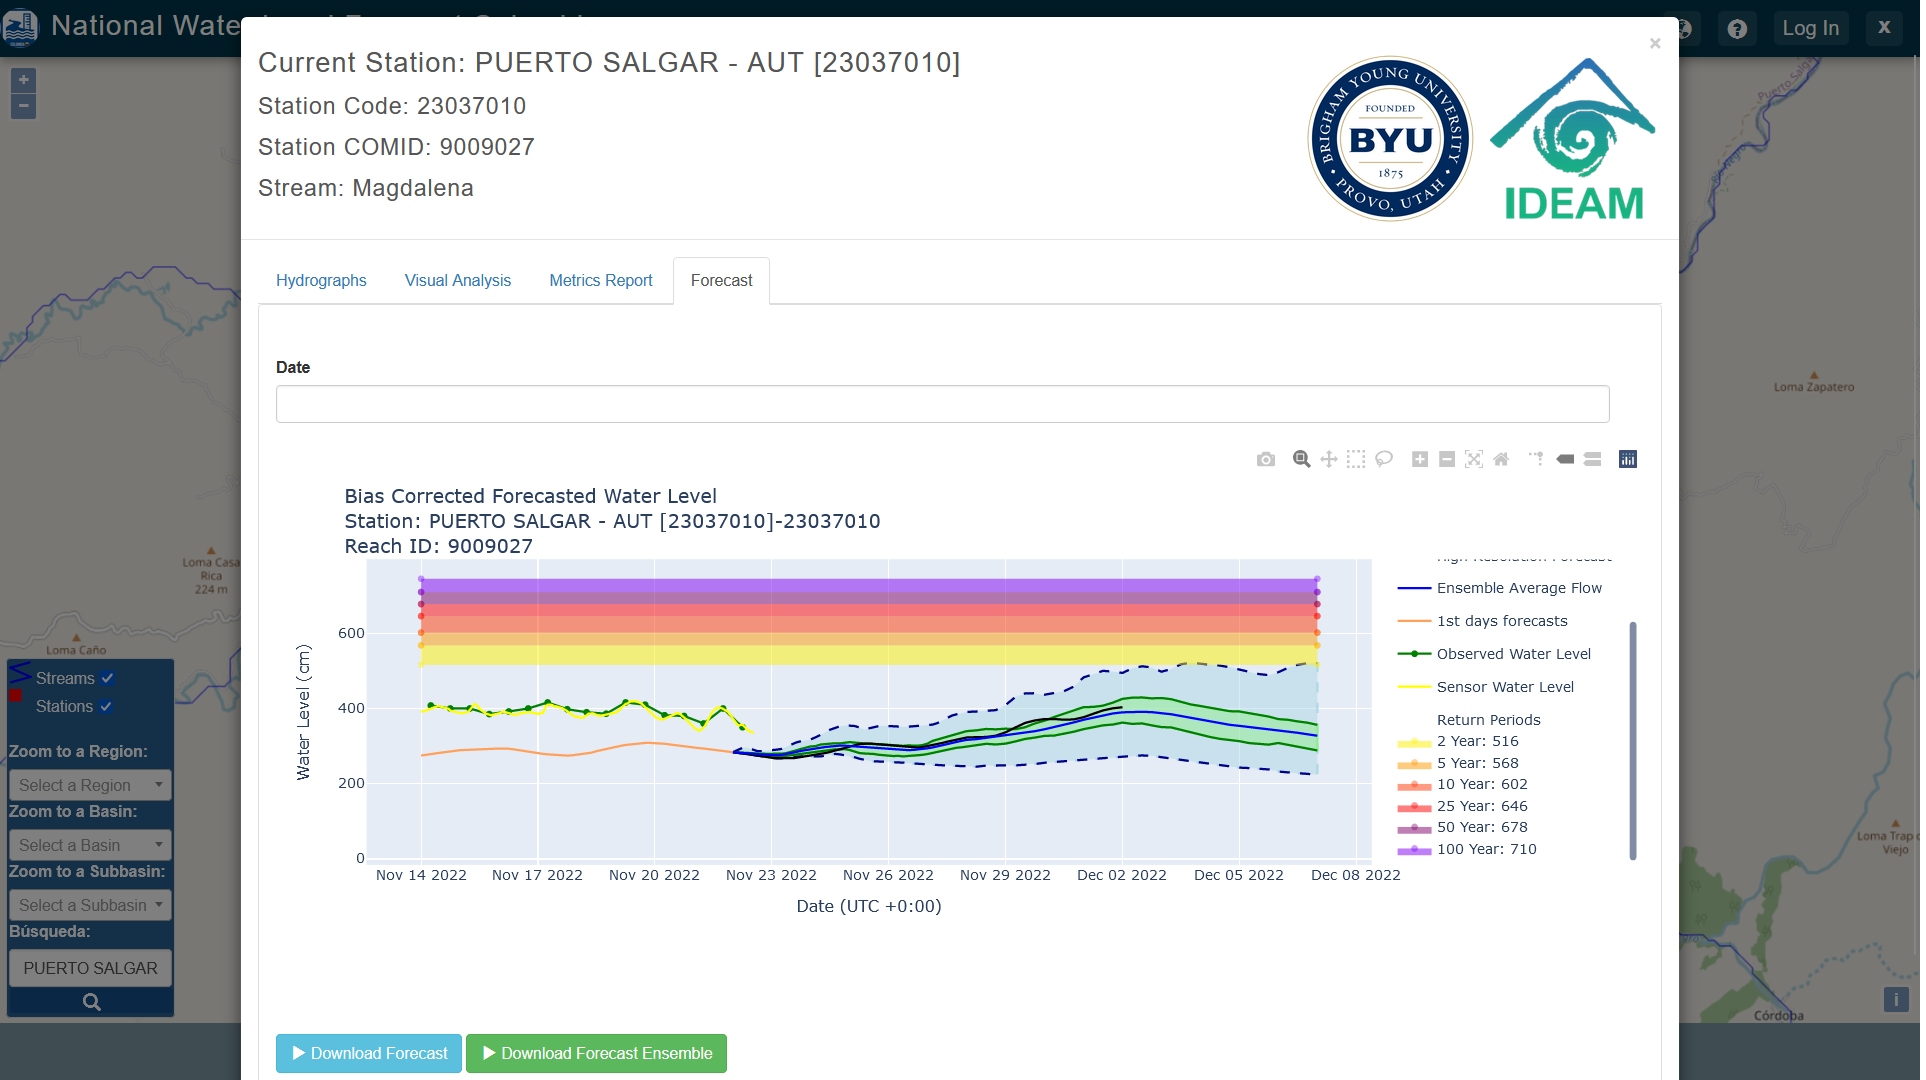 National Wate
Log In
X
×
Current Station: PUERTO SALGAR - AUT [23037010]
Station Code: 23037010
Station COMID: 9009027
Stream: Magdalena
BRIGHAM YOUNG UNIVERSITY
FOUNDED
BYU
1875
PROVO, UTAH
IDEAM
Puerto Salga
Hydrographs
Visual Analysis
Metrics Report
Forecast
Date
Loma Zapatero
Bias Corrected Forecasted Water Level
Station: PUERTO SALGAR - AUT [23037010]-23037010
Reach ID: 9009027
Loma Casa
Rica
224 m
Loma Caño
Water Level (cm)
600
400
200
0
Nov 14 2022
Nov 17 2022
Nov 20 2022
Nov 23 2022
Nov 26 2022
Nov 29 2022
Dec 02 2022
Dec 05 2022
Dec 08 2022
Date (UTC +0:00)
High Resolution Forecast
Ensemble Average Flow
1st days forecasts
Observed Water Level
Sensor Water Level
Return Periods
2 Year: 516
5 Year: 568
10 Year: 602
25 Year: 646
50 Year: 678
100 Year: 710
Streams
Stations
Zoom to a Region:
Select a Region
Zoom to a Basin:
Select a Basin
Zoom to a Subbasin:
Select a Subbasin
Búsqueda:
PUERTO SALGAR
Loma Trap
Viejo
Córdoba
i
Download Forecast
Download Forecast Ensemble